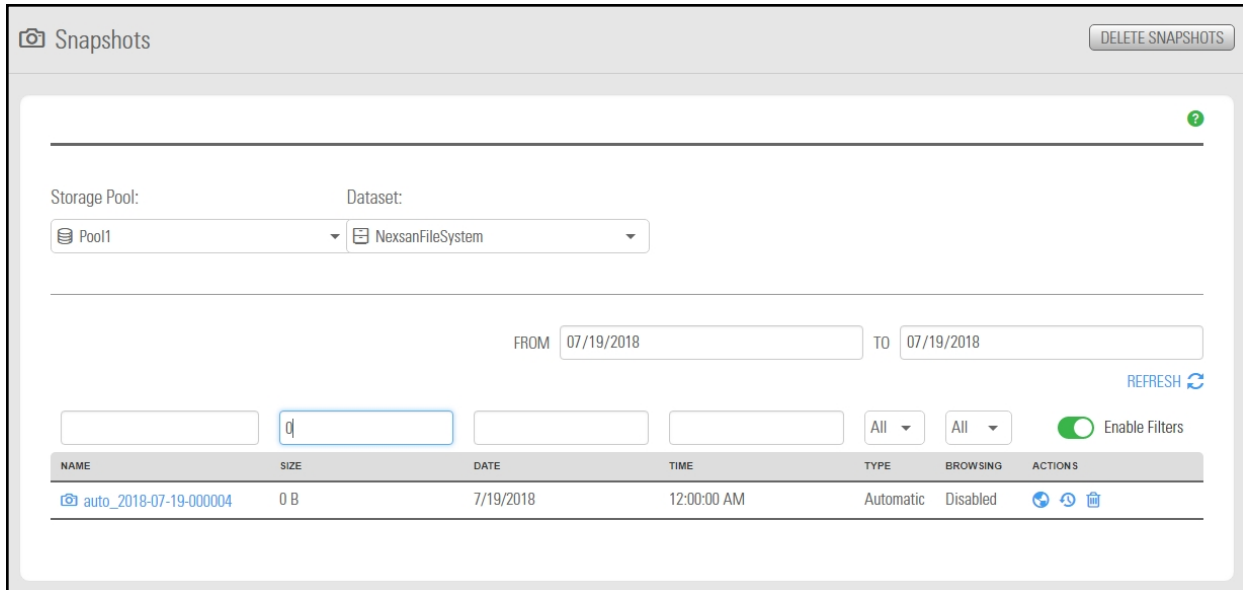 Snapshots
DELETE SNAPSHOTS
?
Storage Pool: Dataset:
Pool1 NexsanFileSystem
FROM 07/19/2018 TO 07/19/2018
REFRESH
0 All All Enable Filters
NAME SIZE DATE TIME TYPE BROWSING ACTIONS
auto_2018-07-19-000004 0 B 7/19/2018 12:00:00 AM Automatic Disabled